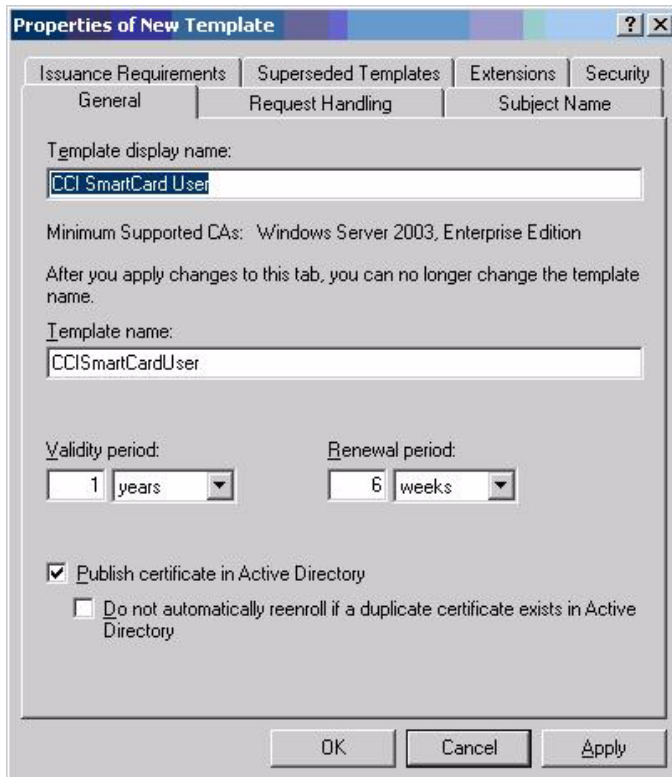 Properties of New Template
Issuance Requirements Superseded Templates Extensions Security
General Request Handling Subject Name
Template display name:
CCI SmartCard User
Minimum Supported CAs: Windows Server 2003, Enterprise Edition
After you apply changes to this tab, you can no longer change the template
name.
Template name:
CCISmartCardUser
Validity period: Renewal period:
1 years 6 weeks
Publish certificate in Active Directory
Do not automatically reenroll if a duplicate certificate exists in Active
Directory
OK Cancel Apply